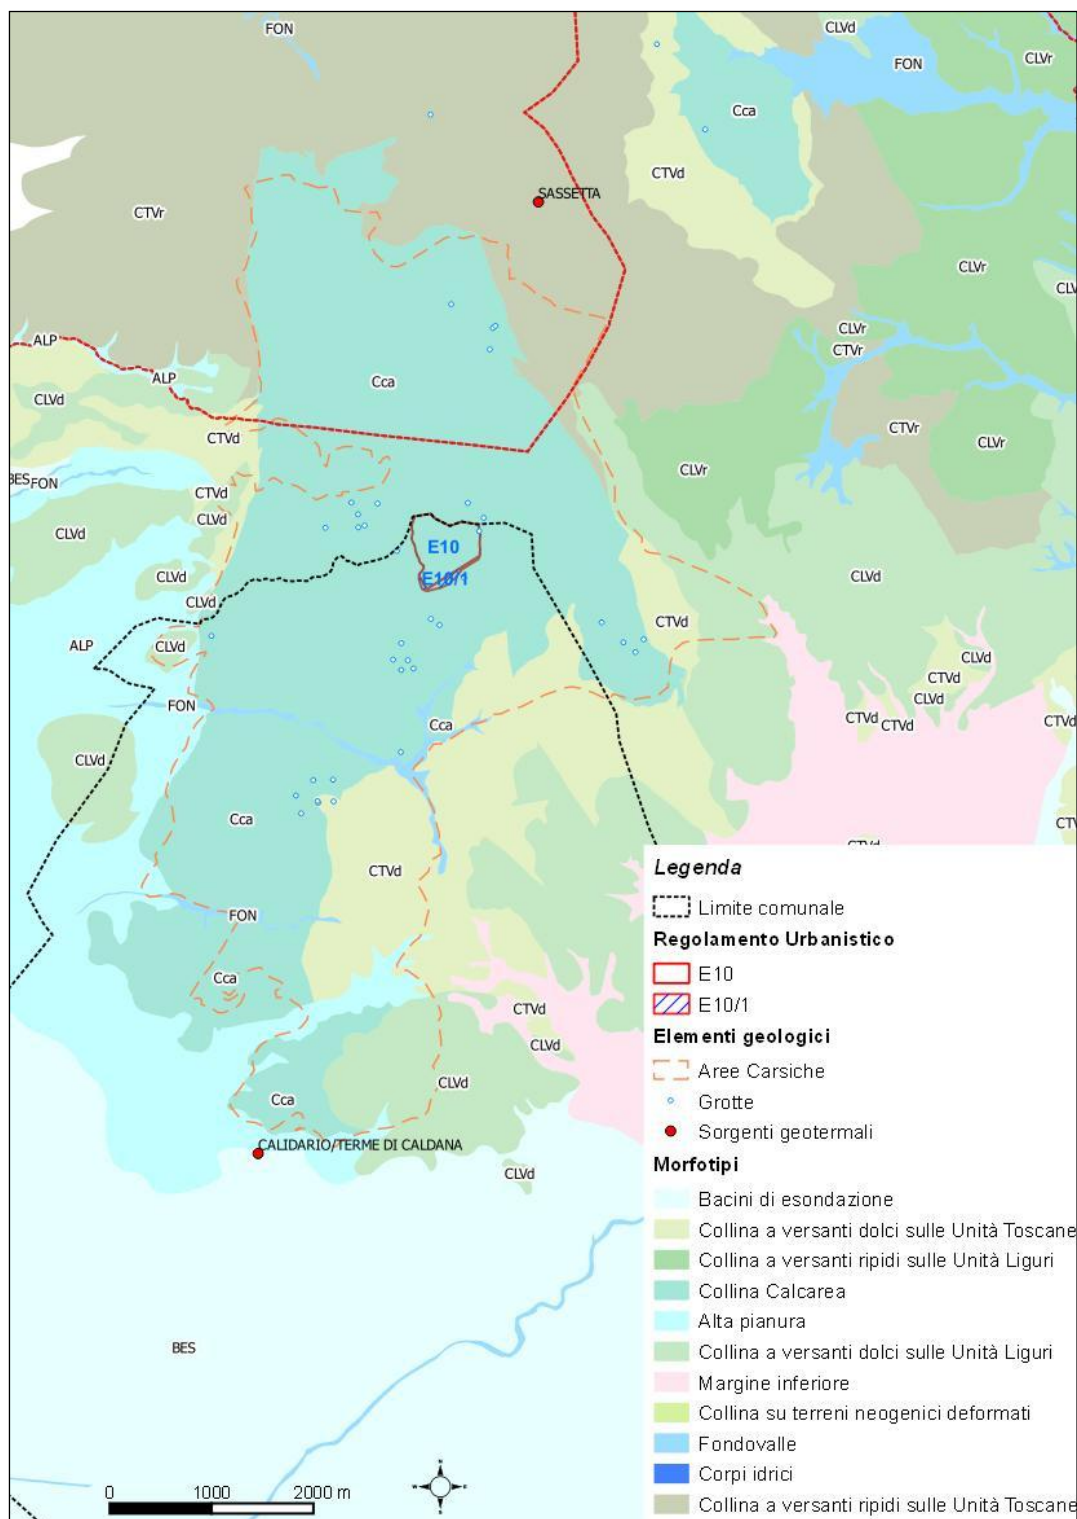 FON
CLVd
FON
CLVr
Cca
CTVd
SASSETTA
CTVr
CLVr
CLV
ALP
CLVr
CTVr
ALP
Cca
CLVd
CTVr
CTVd
CLVr
CLVr
BES
FON
CTVd
CLVd
CLVd
E10
CLVd
CLVd
E10/1
CLVd
CTVd
ALP
CLVd
CLVd
CTVd
FON
CLVd
Cca
CTVd
CTVd
CTVd
CLVd
Cca
CTV
CTVd
CTVd
FON
Cca
CTVd
CLVd
CLVd
Cca
CALIDARIO/TERME DI CALDANA
CLVd
BES
0 1000 2000 m
Legenda
Limite comunale
Regolamento Urbanistico
E10
E10/1
Elementi geologici
Aree Carsiche
Grotte
Sorgenti geotermali
Morfotipi
Bacini di esondazione
Collina a versanti dolci sulle Unità Toscane
Collina a versanti ripidi sulle Unità Liguri
Collina Calcarea
Alta pianura
Collina a versanti dolci sulle Unità Liguri
Margine inferiore
Collina su terreni neogenici deformati
Fondovalle
Corpi idrici
Collina a versanti ripidi sulle Unità Toscane